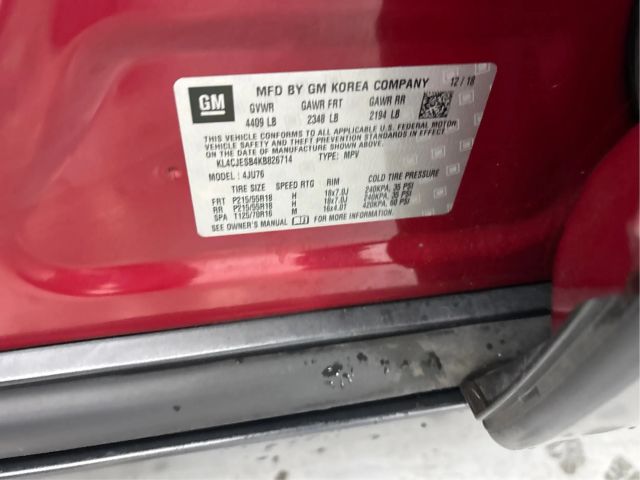 GM
MFD BY GM KOREA COMPANY 12/18
GVWR GAWR FRT GAWR RR
4409 LB 2348 LB 2194 LB
THIS VEHICLE CONFORMS TO ALL APPLICABLE U.S. FEDERAL MOTOR
VEHICLE SAFETY AND THEFT PREVENTION STANDARDS IN EFFECT
ON THE DATE OF MANUFACTURE SHOWN ABOVE.
KL4CJESB4KB826714 TYPE: MPV
MODEL: 4JU76
TIRE SIZE SPEED RTG RIM COLD TIRE PRESSURE
FRT P215/55R18 H 18x7.0J 240KPA, 35 PSI
RR P215/55R18 H 18x7.0J 240KPA, 35 PSI
SPA T125/70R16 M 16x4.0T 420KPA, 60 PSI
SEE OWNER'S MANUAL FOR MORE INFORMATION.